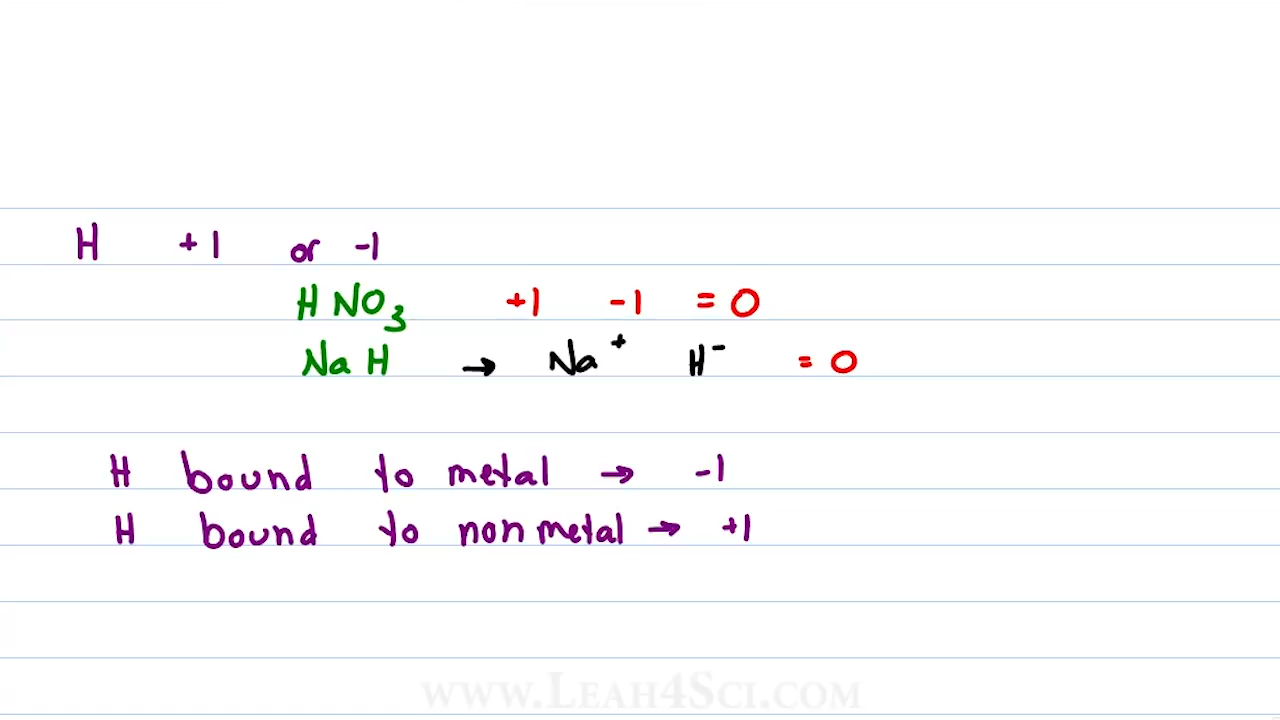 H +1 or -1
HNO₃ +1 -1 = 0
NaH → Na⁺ H⁻ = 0
H bound to metal → -1
H bound to nonmetal → +1
www.Leah4Sci.com